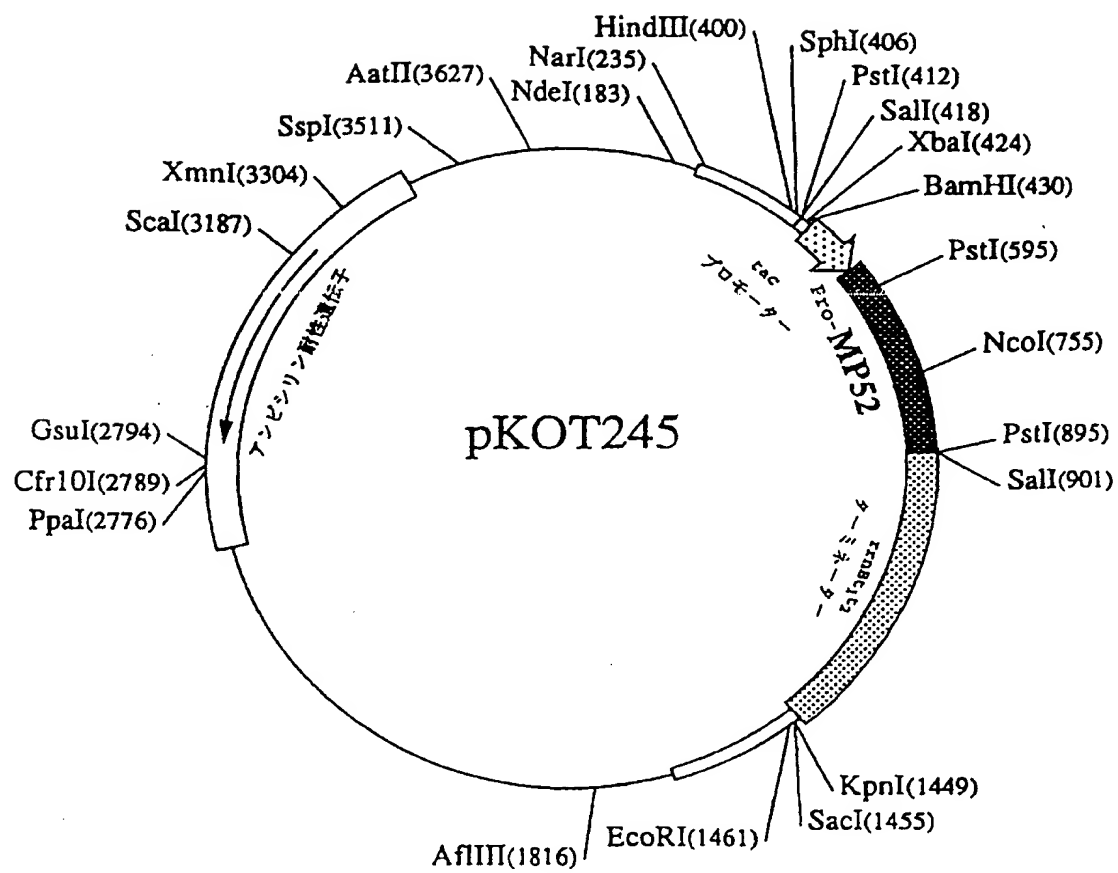 HindIII(400)
SphI(406)
NarI(235)
PstI(412)
AatII(3627)
NdeI(183)
SalI(418)
SspI(3511)
XbaI(424)
XmnI(3304)
BamHI(430)
ScaI(3187)
PstI(595)
tac
プロモーター
Pro-MP52
アンピシリン耐性遺伝子
NcoI(755)
pKOT245
GsuI(2794)
PstI(895)
Cfr10I(2789)
SalI(901)
PpaI(2776)
rrnBt1t2
ターミネーター
KpnI(1449)
SacI(1455)
EcoRI(1461)
AflIII(1816)